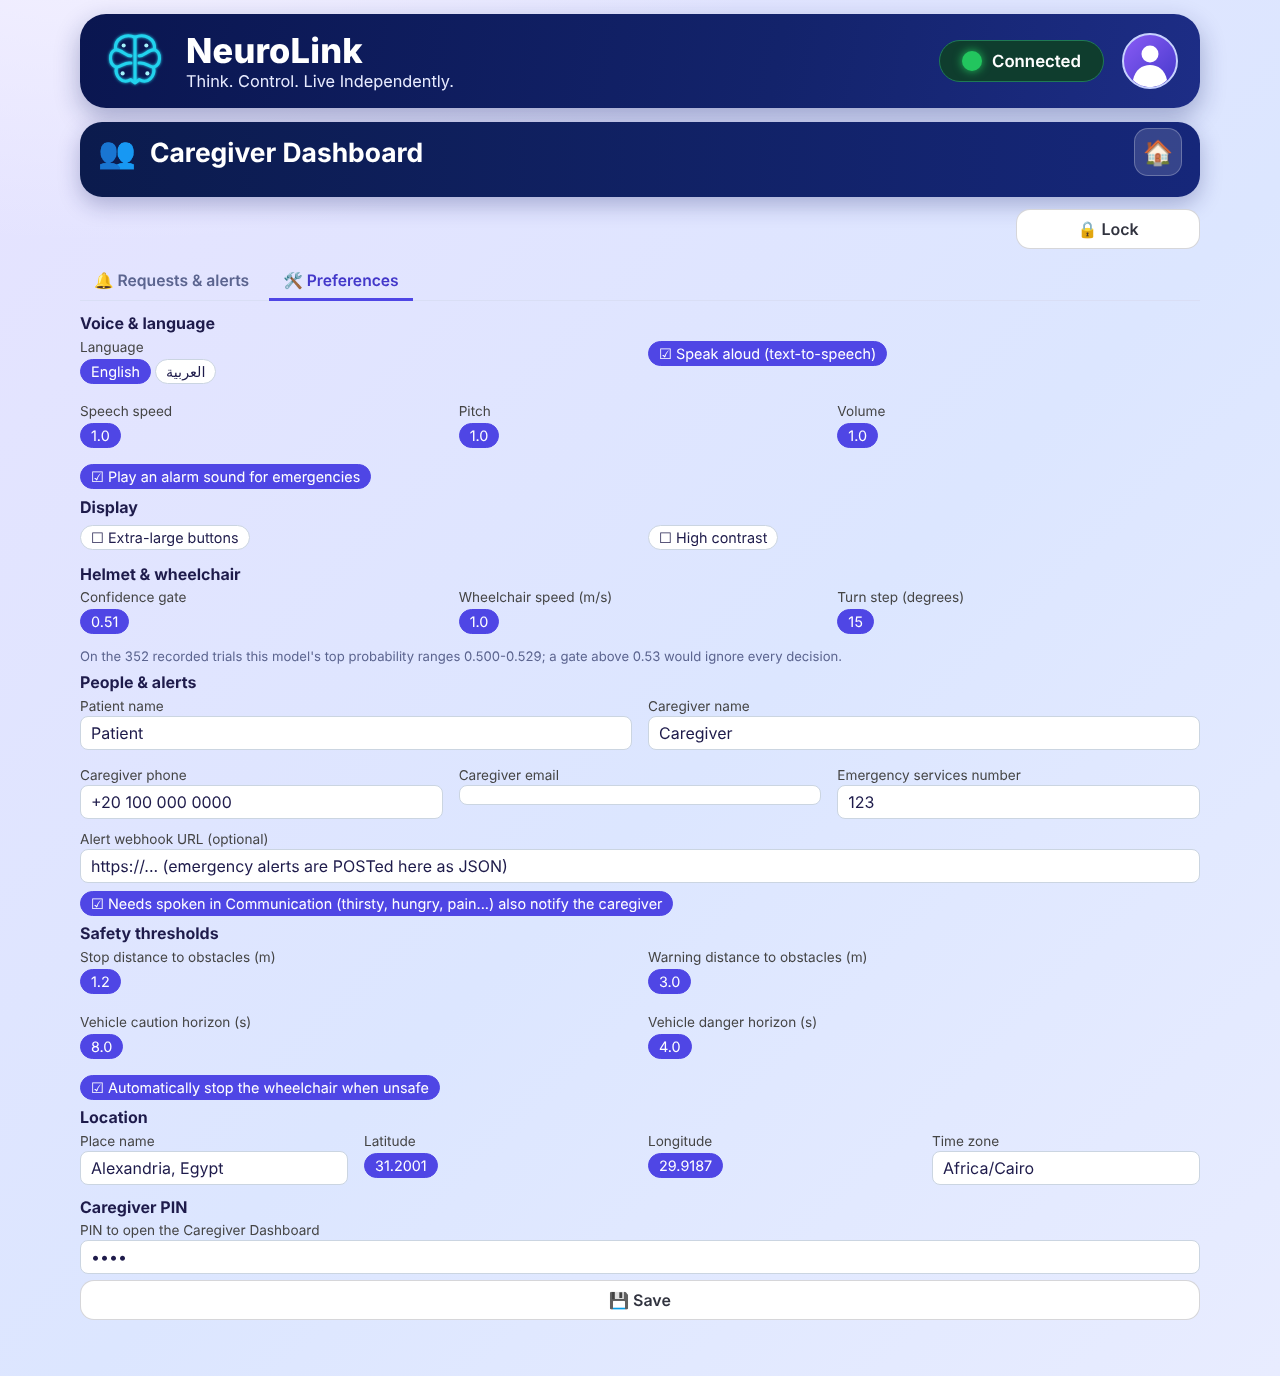 NeuroLink
Think. Control. Live Independently.
Connected
Caregiver Dashboard
Lock
Requests & alerts
Preferences
Voice & language
Language
English العربية
☑ Speak aloud (text-to-speech)
Speech speed
Pitch
Volume
1.0
1.0
1.0
☑ Play an alarm sound for emergencies
Display
☐ Extra-large buttons
☐ High contrast
Helmet & wheelchair
Confidence gate
Wheelchair speed (m/s)
Turn step (degrees)
0.51
1.0
15
On the 352 recorded trials this model's top probability ranges 0.500-0.529; a gate above 0.53 would ignore every decision.
People & alerts
Patient name
Caregiver name
Patient
Caregiver
Caregiver phone
Caregiver email
Emergency services number
+20 100 000 0000
123
Alert webhook URL (optional)
https://... (emergency alerts are POSTed here as JSON)
☑ Needs spoken in Communication (thirsty, hungry, pain...) also notify the caregiver
Safety thresholds
Stop distance to obstacles (m)
Warning distance to obstacles (m)
1.2
3.0
Vehicle caution horizon (s)
Vehicle danger horizon (s)
8.0
4.0
☑ Automatically stop the wheelchair when unsafe
Location
Place name
Latitude
Longitude
Time zone
Alexandria, Egypt
31.2001
29.9187
Africa/Cairo
Caregiver PIN
PIN to open the Caregiver Dashboard
••••
Save